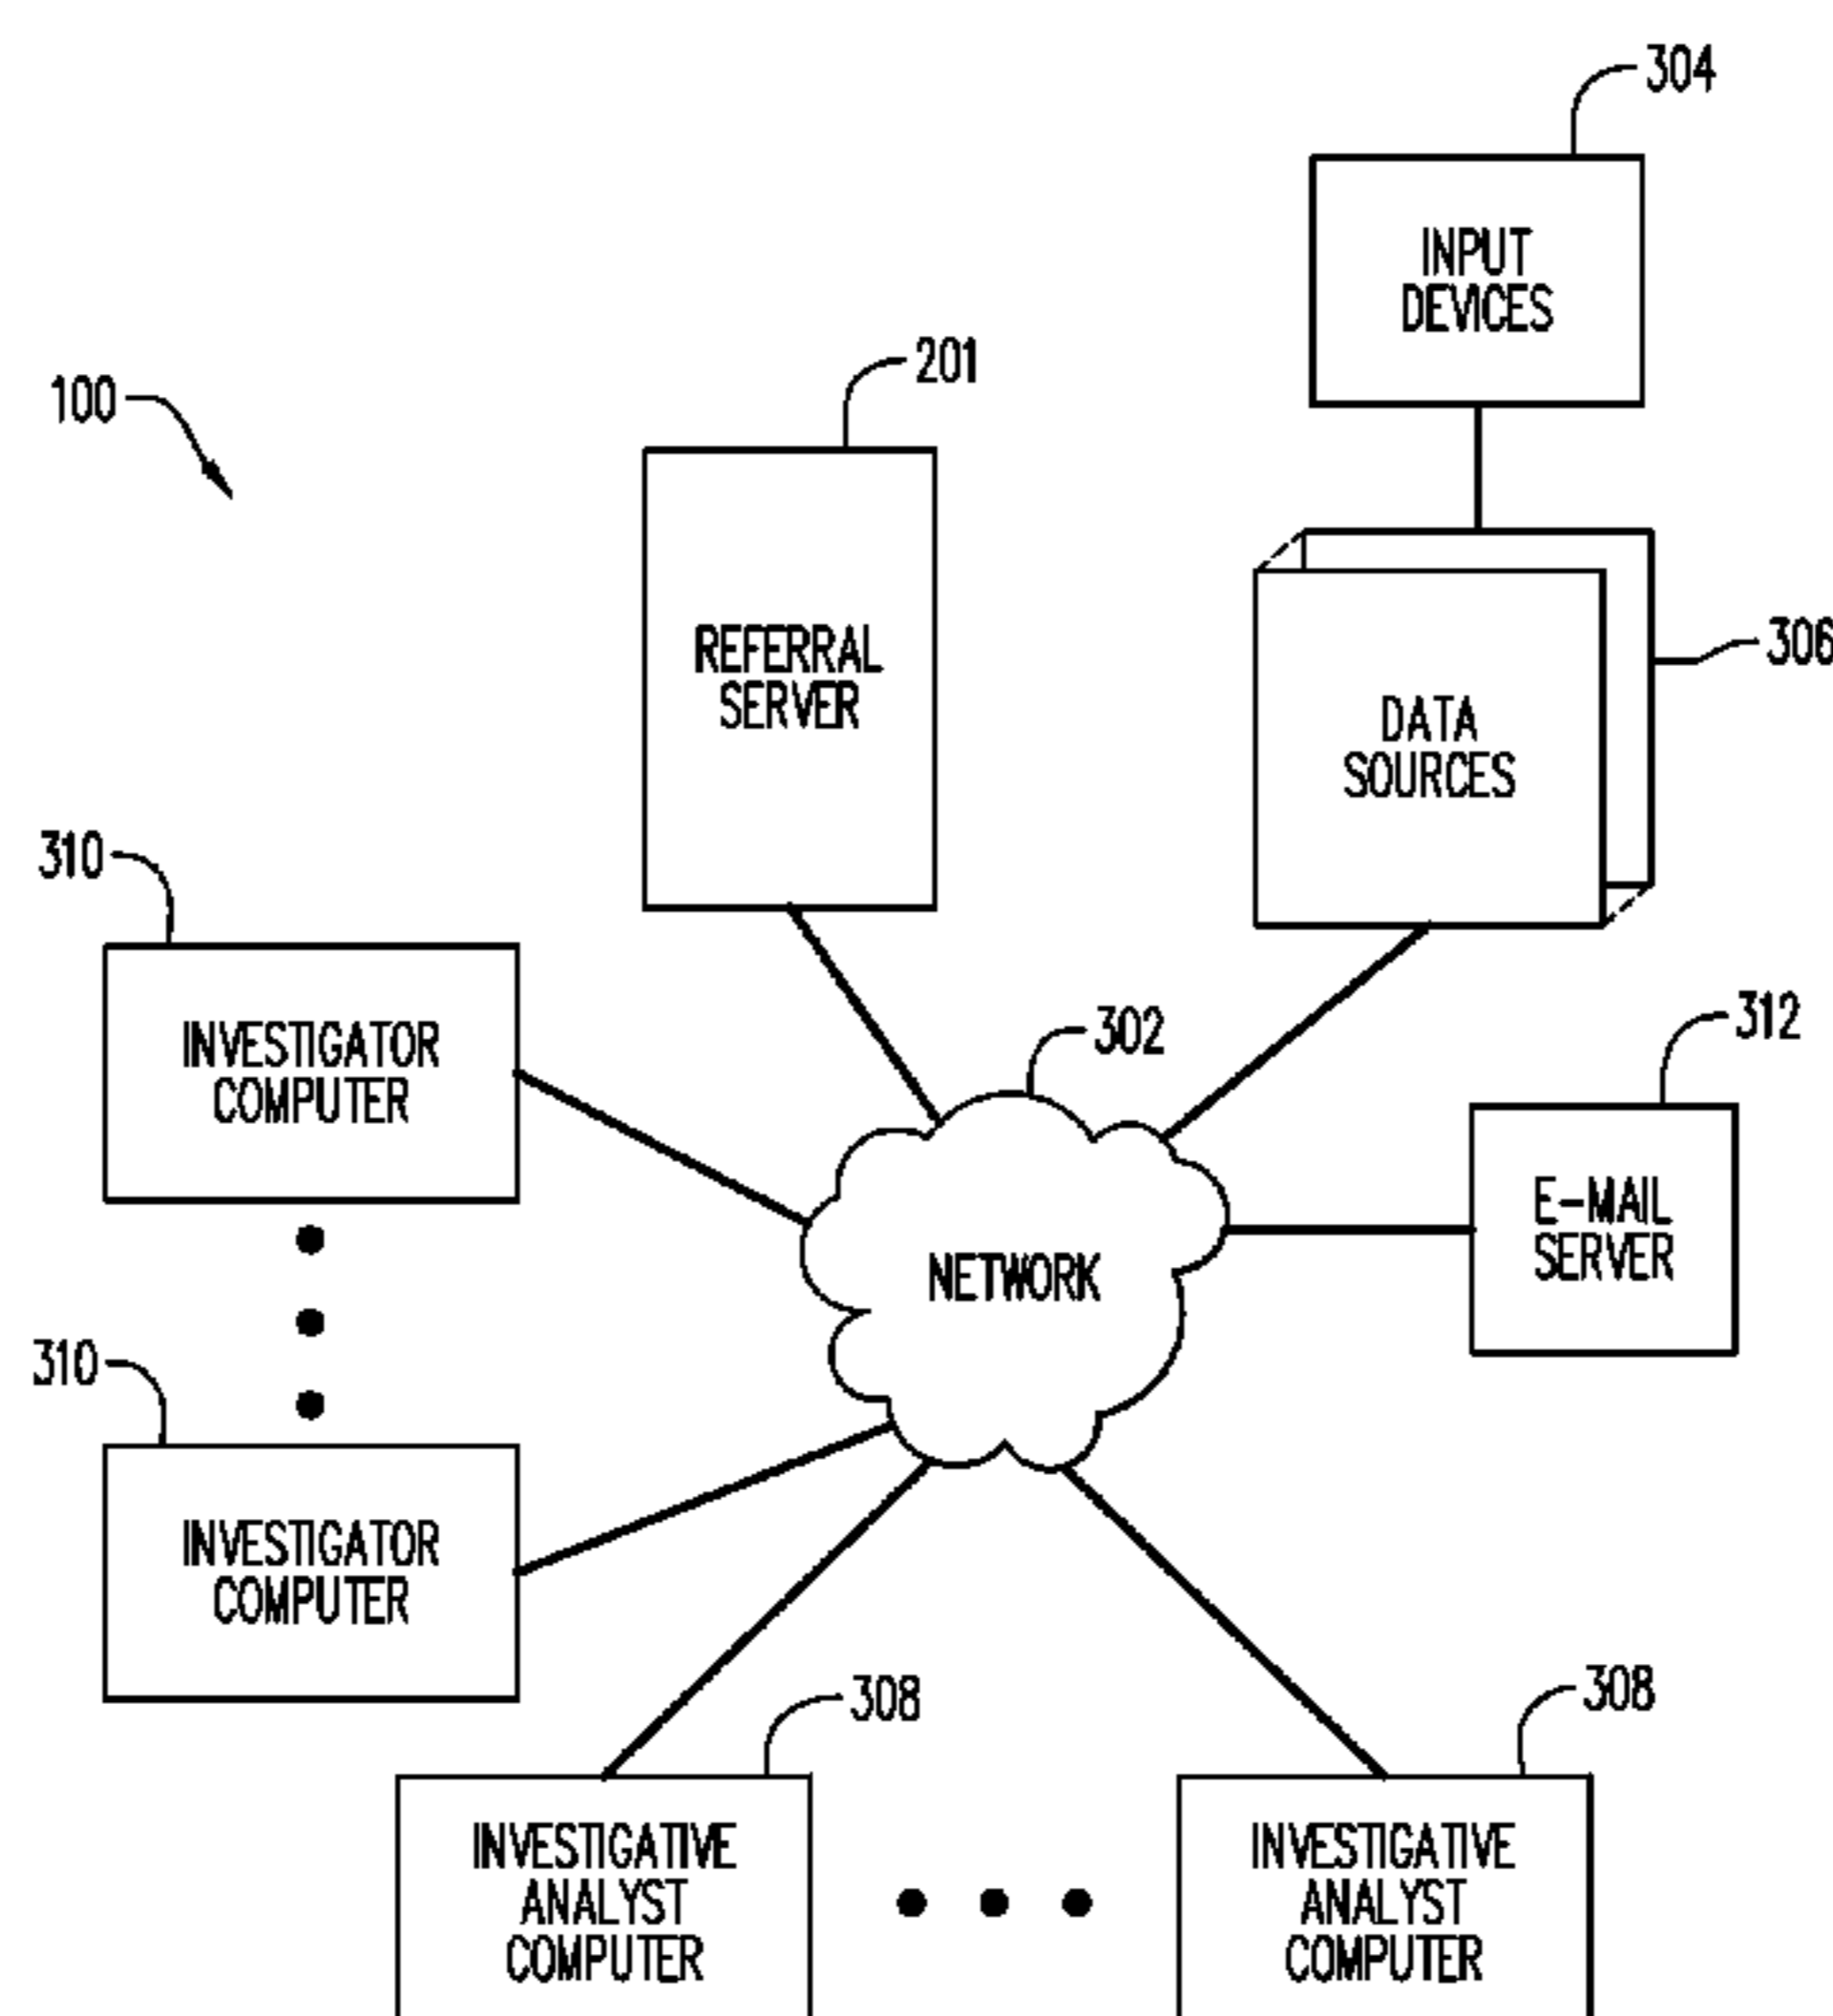 304
INPUT
DEVICES
201
100
REFERRAL
SERVER
306
DATA
SOURCES
310
INVESTIGATOR
COMPUTER
302
312
NETWORK
E-MAIL
SERVER
310
INVESTIGATOR
COMPUTER
308
308
INVESTIGATIVE
ANALYST
COMPUTER
INVESTIGATIVE
ANALYST
COMPUTER